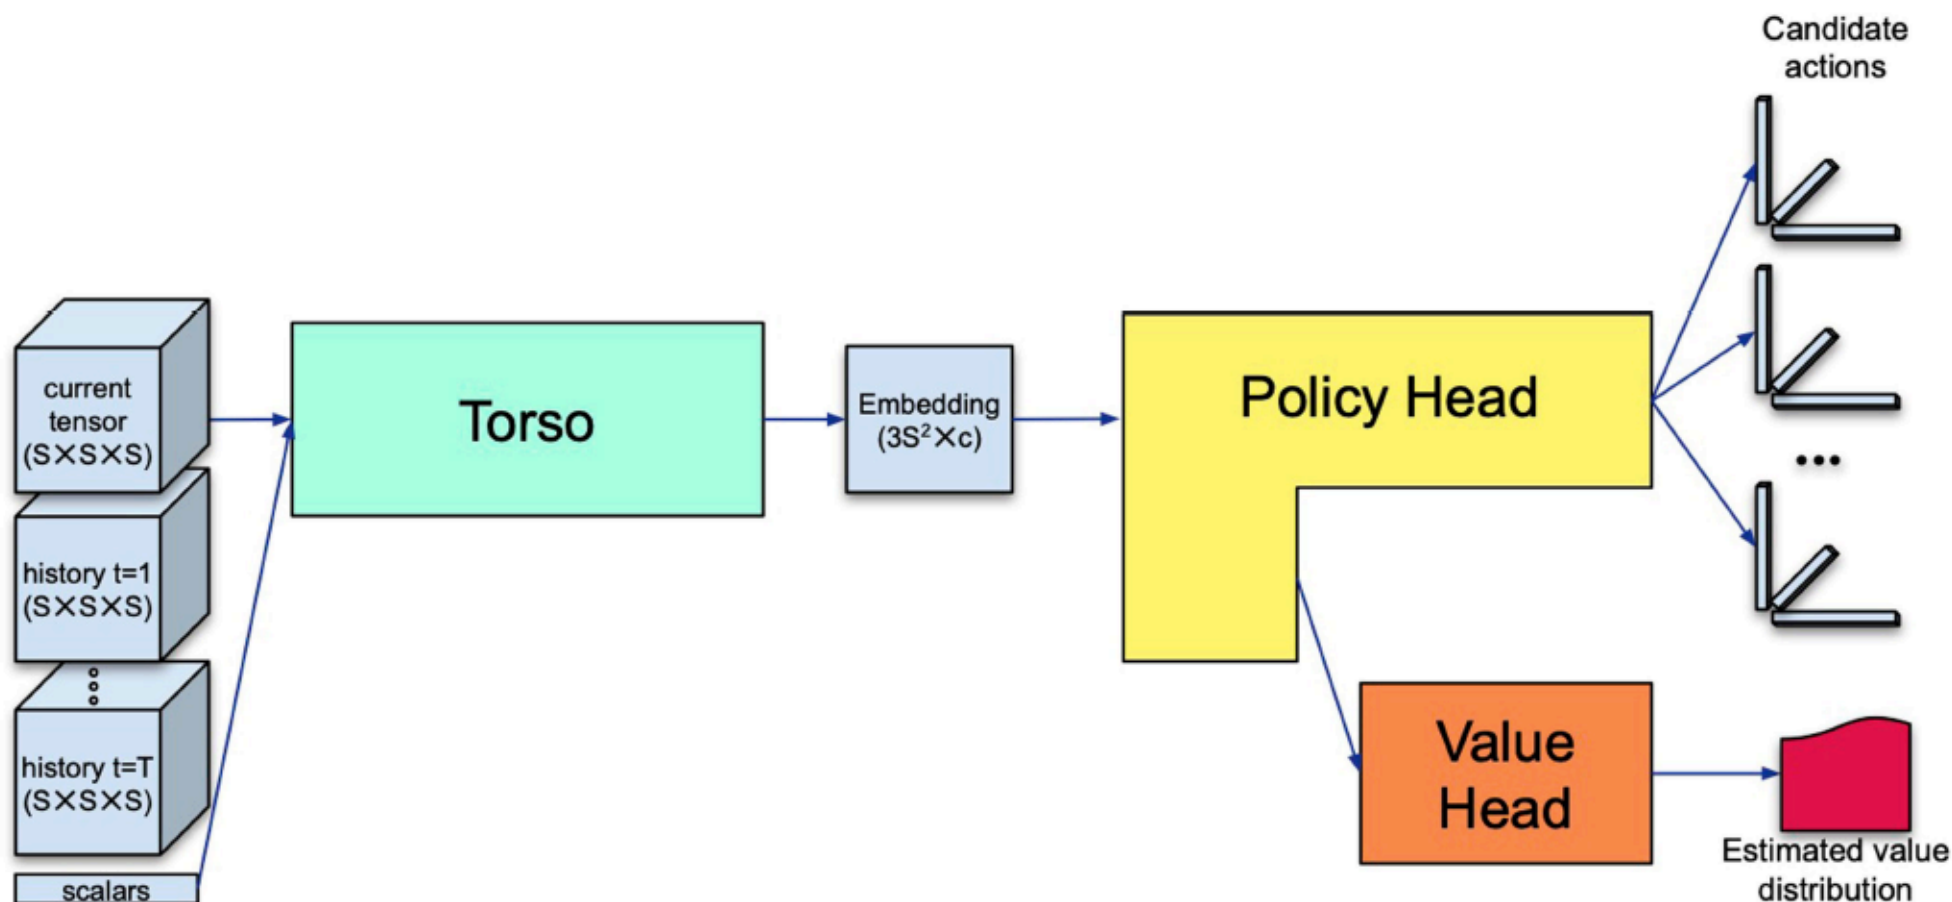 Candidate
actions
current
tensor
(S×S×S)
Torso
Embedding
(3S²×c)
Policy Head
...
history t=1
(S×S×S)
history t=T
(S×S×S)
Value
Head
scalars
Estimated value
distribution